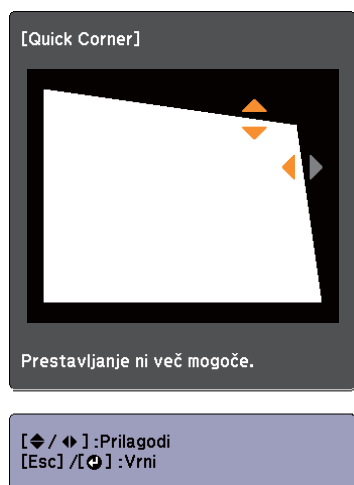 [Quick Corner]
Prestavljanje ni več mogoče.
[ / ] :Prilagodi
[Esc] /[ ] :Vrni